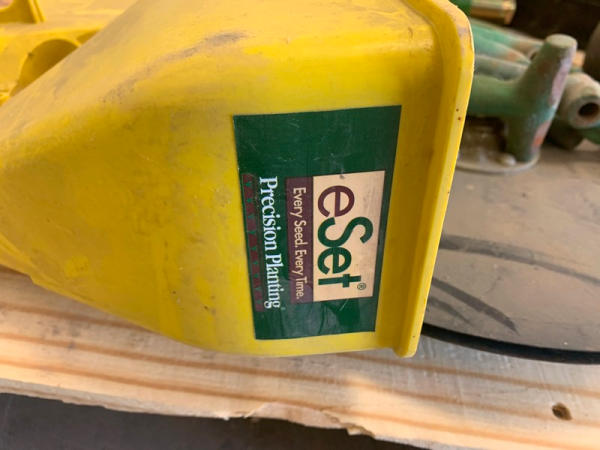 eSet®
Every Seed. Every Time.
Precision Planting